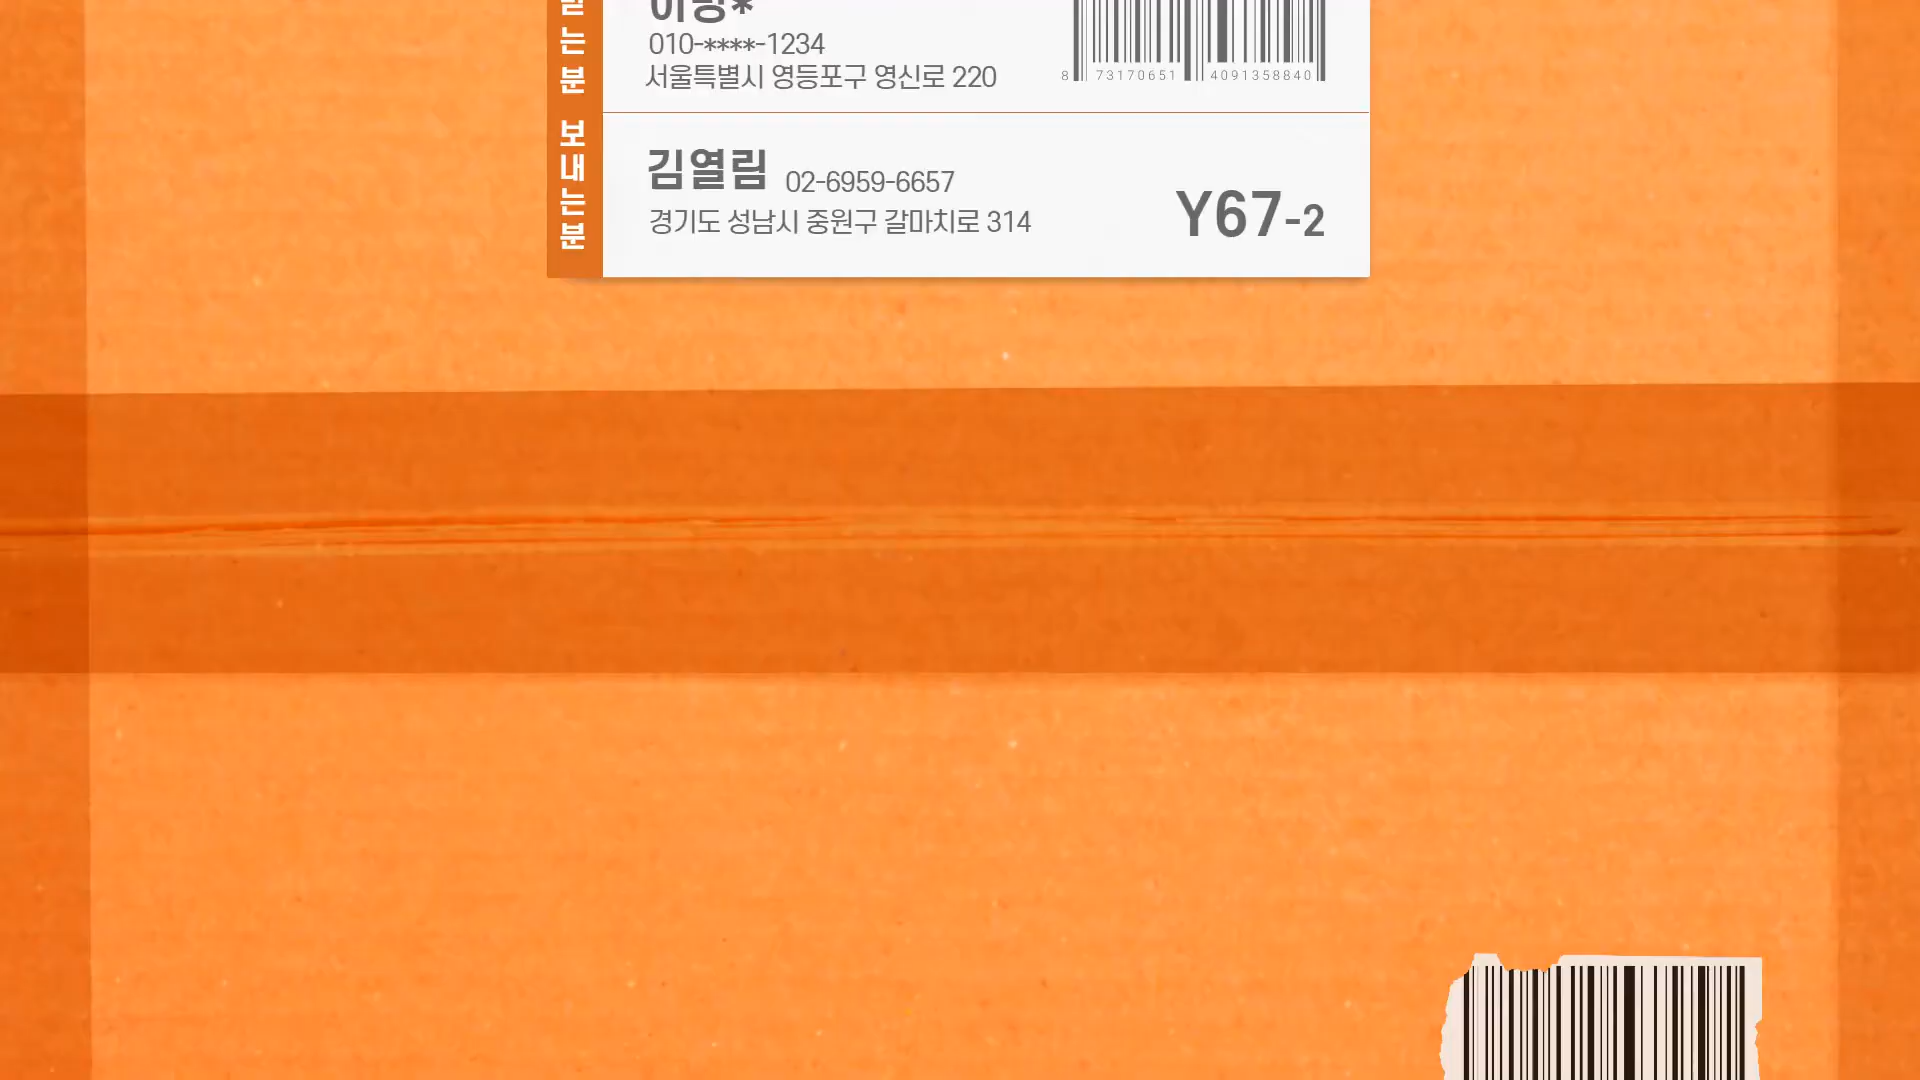 받는 분
010-****-1234
서울특별시 영등포구 영신로 220
8 73170651 4091358840
보내는 분
김열림 02-6959-6657
경기도 성남시 중원구 갈마치로 314
Y67-2